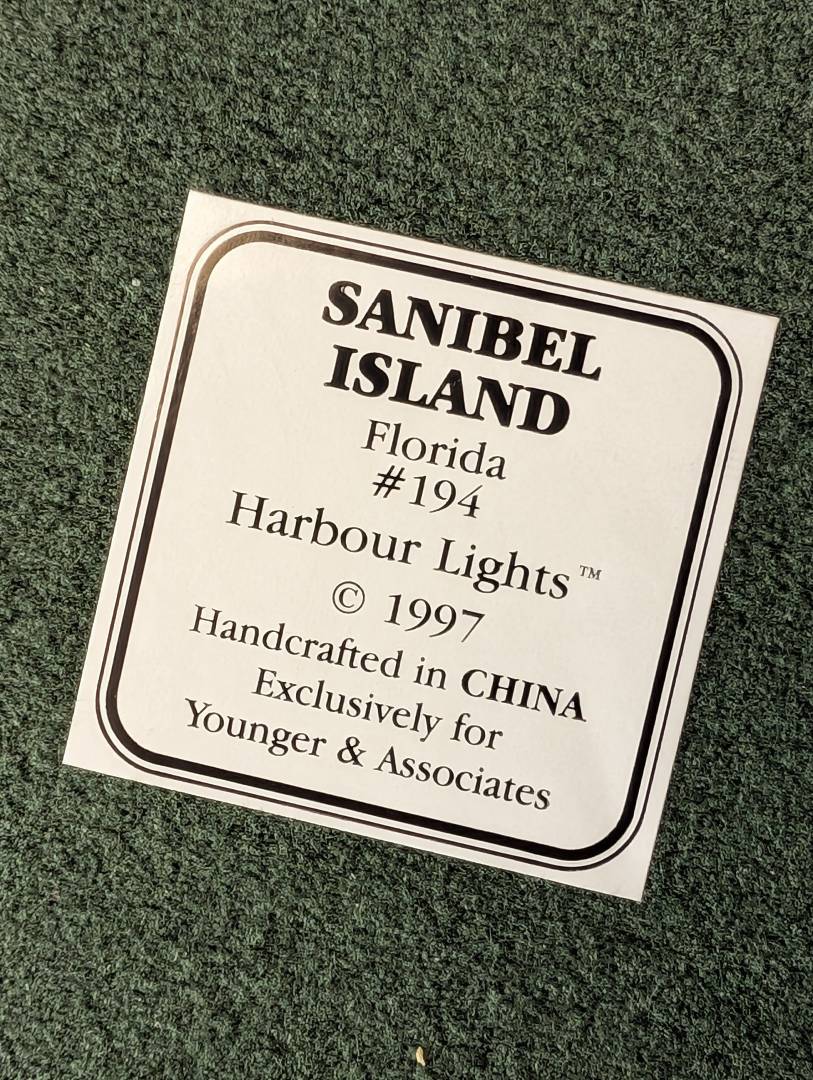 SANIBEL
ISLAND
Florida
#194
Harbour Lights™
© 1997
Handcrafted in CHINA
Exclusively for
Younger & Associates